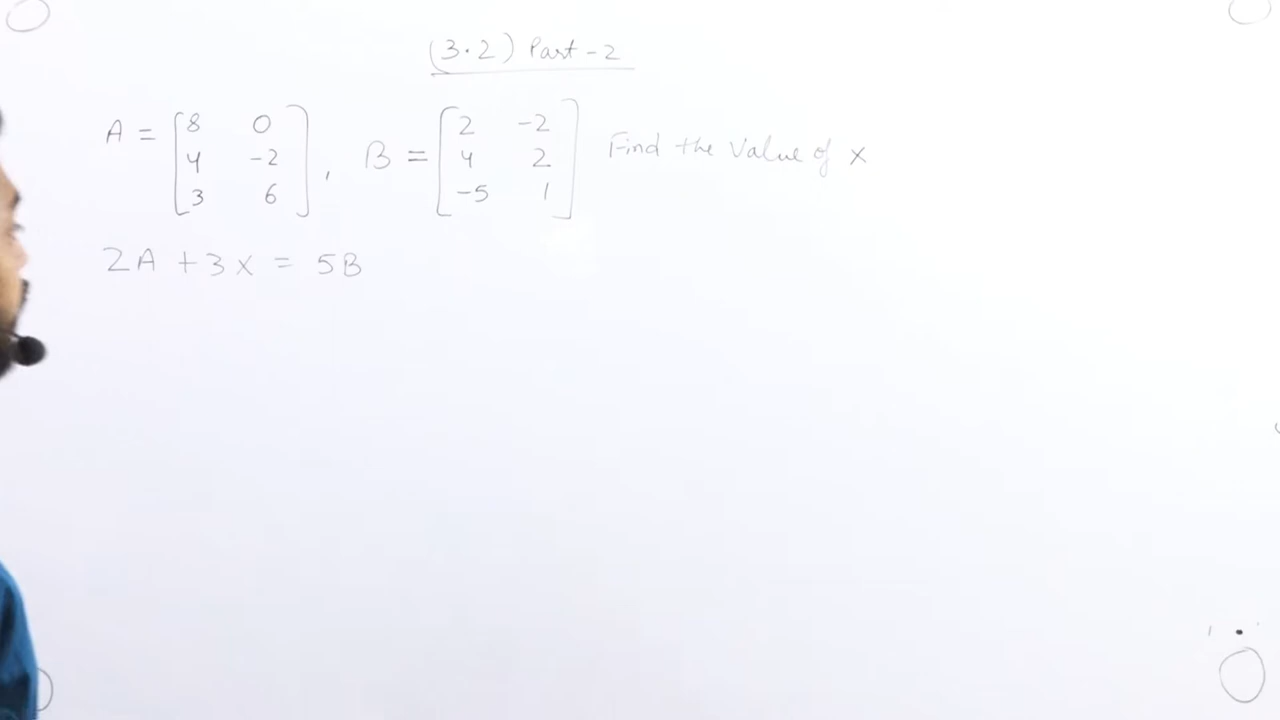 (3.2) Part-2
A = [8 0
4 -2
3 6] , B = [2 -2
4 2
-5 1] Find the value of x
2A + 3x = 5B